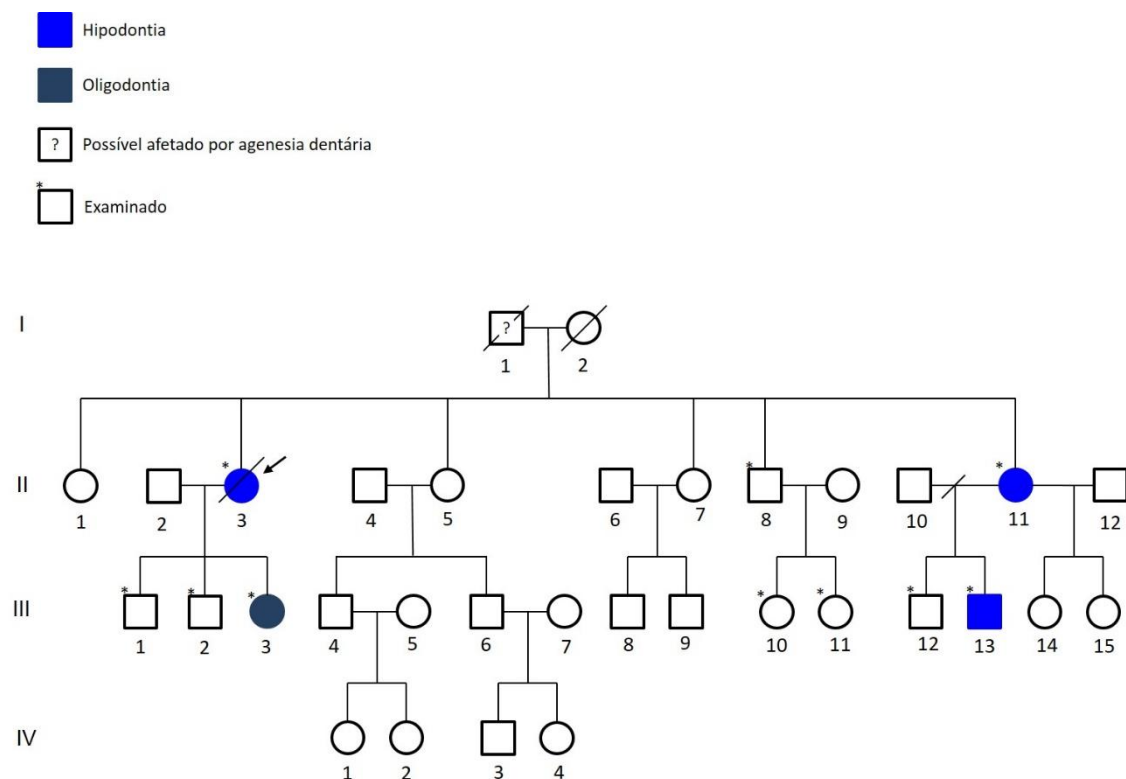 Hipodontia
Oligodontia
? Possível afetado por agenesia dentária
* Examinado
I
?
1 2
II
* * * *
1 2 3 4 5 6 7 8 9 10 11 12
III
* * * * * * *
1 2 3 4 5 6 7 8 9 10 11 12 13 14 15
IV
1 2 3 4